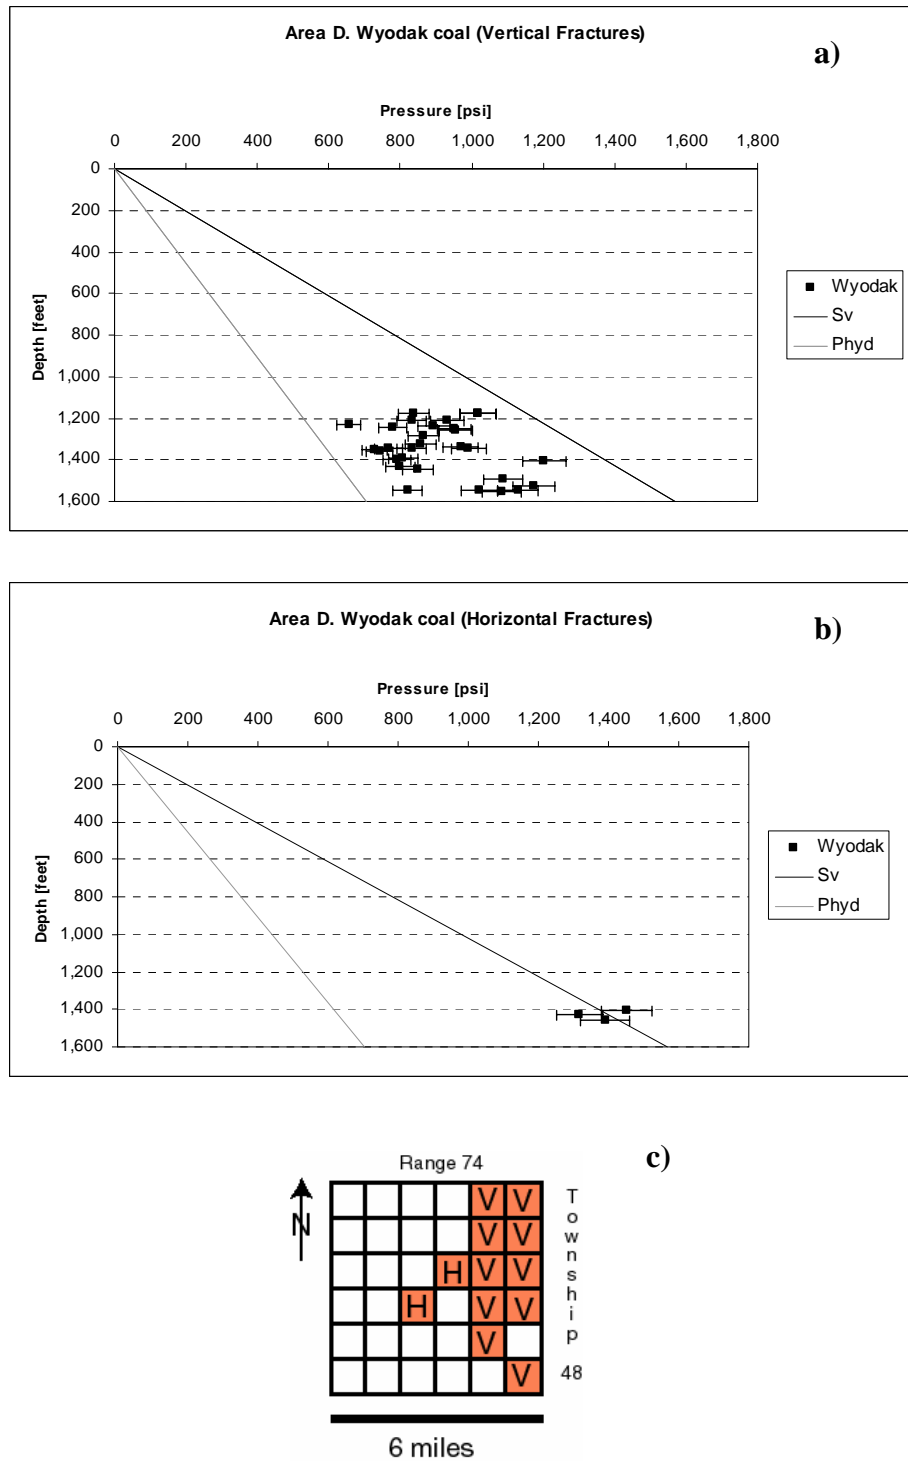 Area D. Wyodak coal (Vertical Fractures)
a)
Pressure [psi]
0 200 400 600 800 1,000 1,200 1,400 1,600 1,800
Depth [feet]
0
200
400
600
800
1,000
1,200
1,400
1,600
Wyodak
Sv
Phyd
Area D. Wyodak coal (Horizontal Fractures)
b)
Pressure [psi]
0 200 400 600 800 1,000 1,200 1,400 1,600 1,800
Depth [feet]
0
200
400
600
800
1,000
1,200
1,400
1,600
Wyodak
Sv
Phyd
c)
Range 74
N
V V
V V
H V V
H V V
V
V
Township 48
6 miles